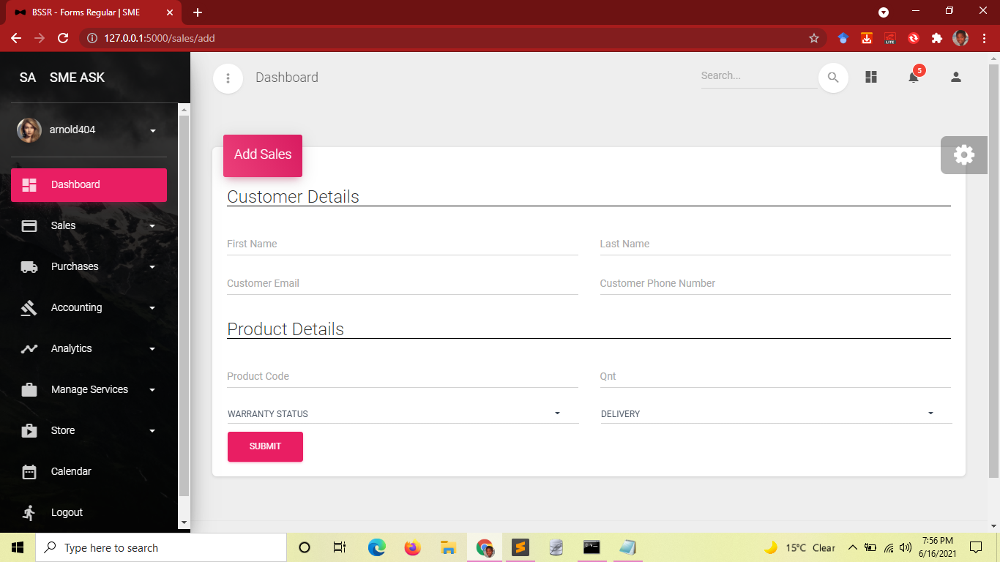 BSSR - Forms Regular | SME
127.0.0.1:5000/sales/add
LITE
SA SME ASK
Dashboard
Search...
5
arnold404
Add Sales
Dashboard
Customer Details
Sales
First Name
Last Name
Purchases
Customer Email
Customer Phone Number
Accounting
Product Details
Analytics
Product Code
Qnt
Manage Services
WARRANTY STATUS
DELIVERY
Store
SUBMIT
Calendar
Logout
Type here to search
15°C Clear
7:56 PM
6/16/2021